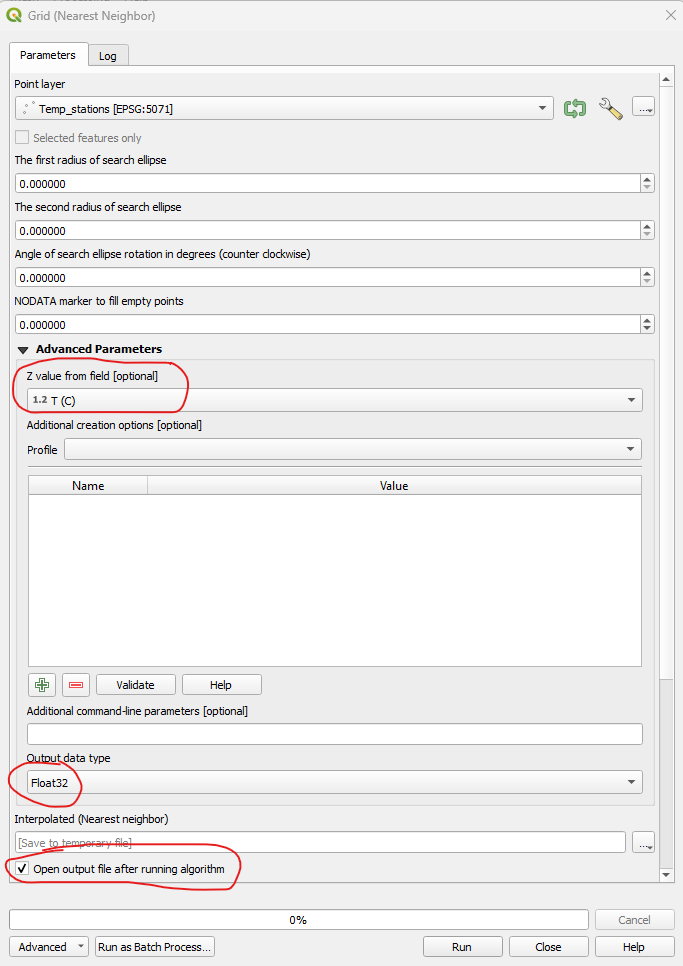 Grid (Nearest Neighbor)
Parameters Log
Point layer
Temp_stations [EPSG:5071]
...
Selected features only
The first radius of search ellipse
0.000000
The second radius of search ellipse
0.000000
Angle of search ellipse rotation in degrees (counter clockwise)
0.000000
NODATA marker to fill empty points
0.000000
Advanced Parameters
Z value from field [optional]
1.2 T (C)
Additional creation options [optional]
Profile
Name Value
Validate Help
Additional command-line parameters [optional]
Output data type
Float32
Interpolated (Nearest neighbor)
[Save to temporary file]
...
Open output file after running algorithm
0% Cancel
Advanced Run as Batch Process... Run Close Help